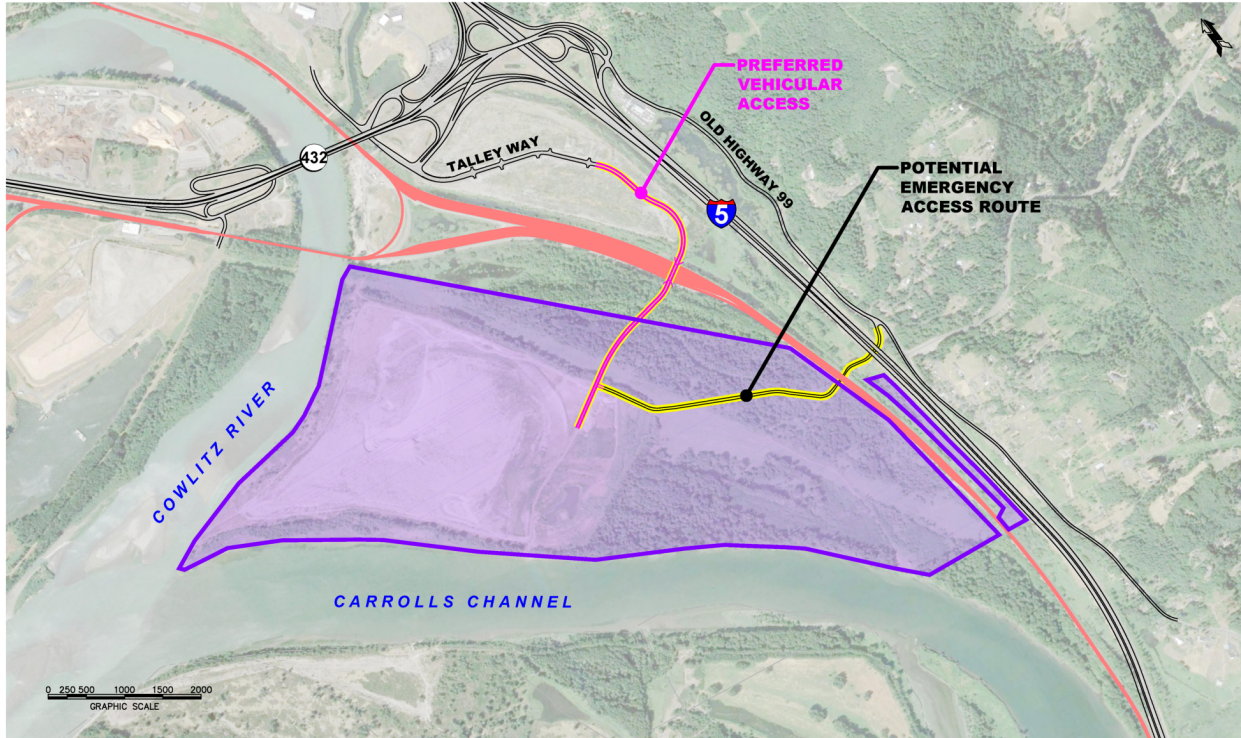 PREFERRED
VEHICULAR
ACCESS
OLD HIGHWAY 99
432
TALLEY WAY
POTENTIAL
EMERGENCY
ACCESS ROUTE
5
COWLITZ RIVER
CARROLLS CHANNEL
0 250 500 1000 1500 2000
GRAPHIC SCALE